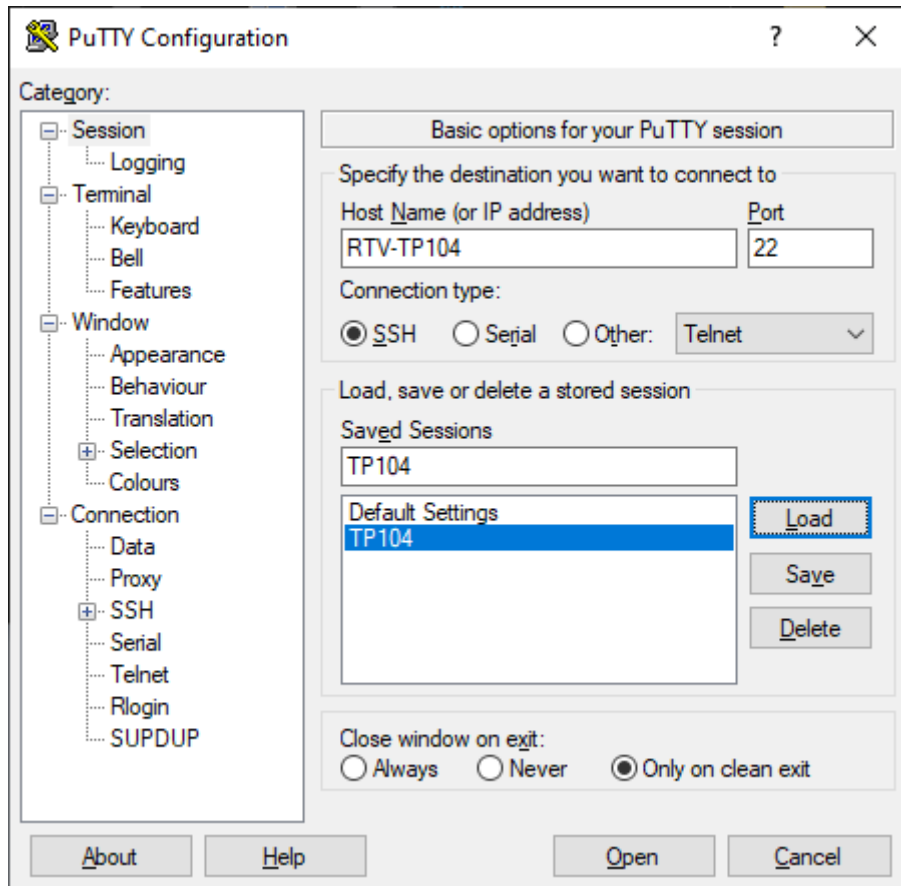 PuTTY Configuration
?
Category:
Session
Logging
Terminal
Keyboard
Bell
Features
Window
Appearance
Behaviour
Translation
Selection
Colours
Connection
Data
Proxy
SSH
Serial
Telnet
Rlogin
SUPDUP
Basic options for your PuTTY session
Specify the destination you want to connect to
Host Name (or IP address) Port
RTV-TP104 22
Connection type:
SSH Serial Other: Telnet
Load, save or delete a stored session
Saved Sessions
TP104
Default Settings
TP104
Load
Save
Delete
Close window on exit:
Always Never Only on clean exit
About Help Open Cancel